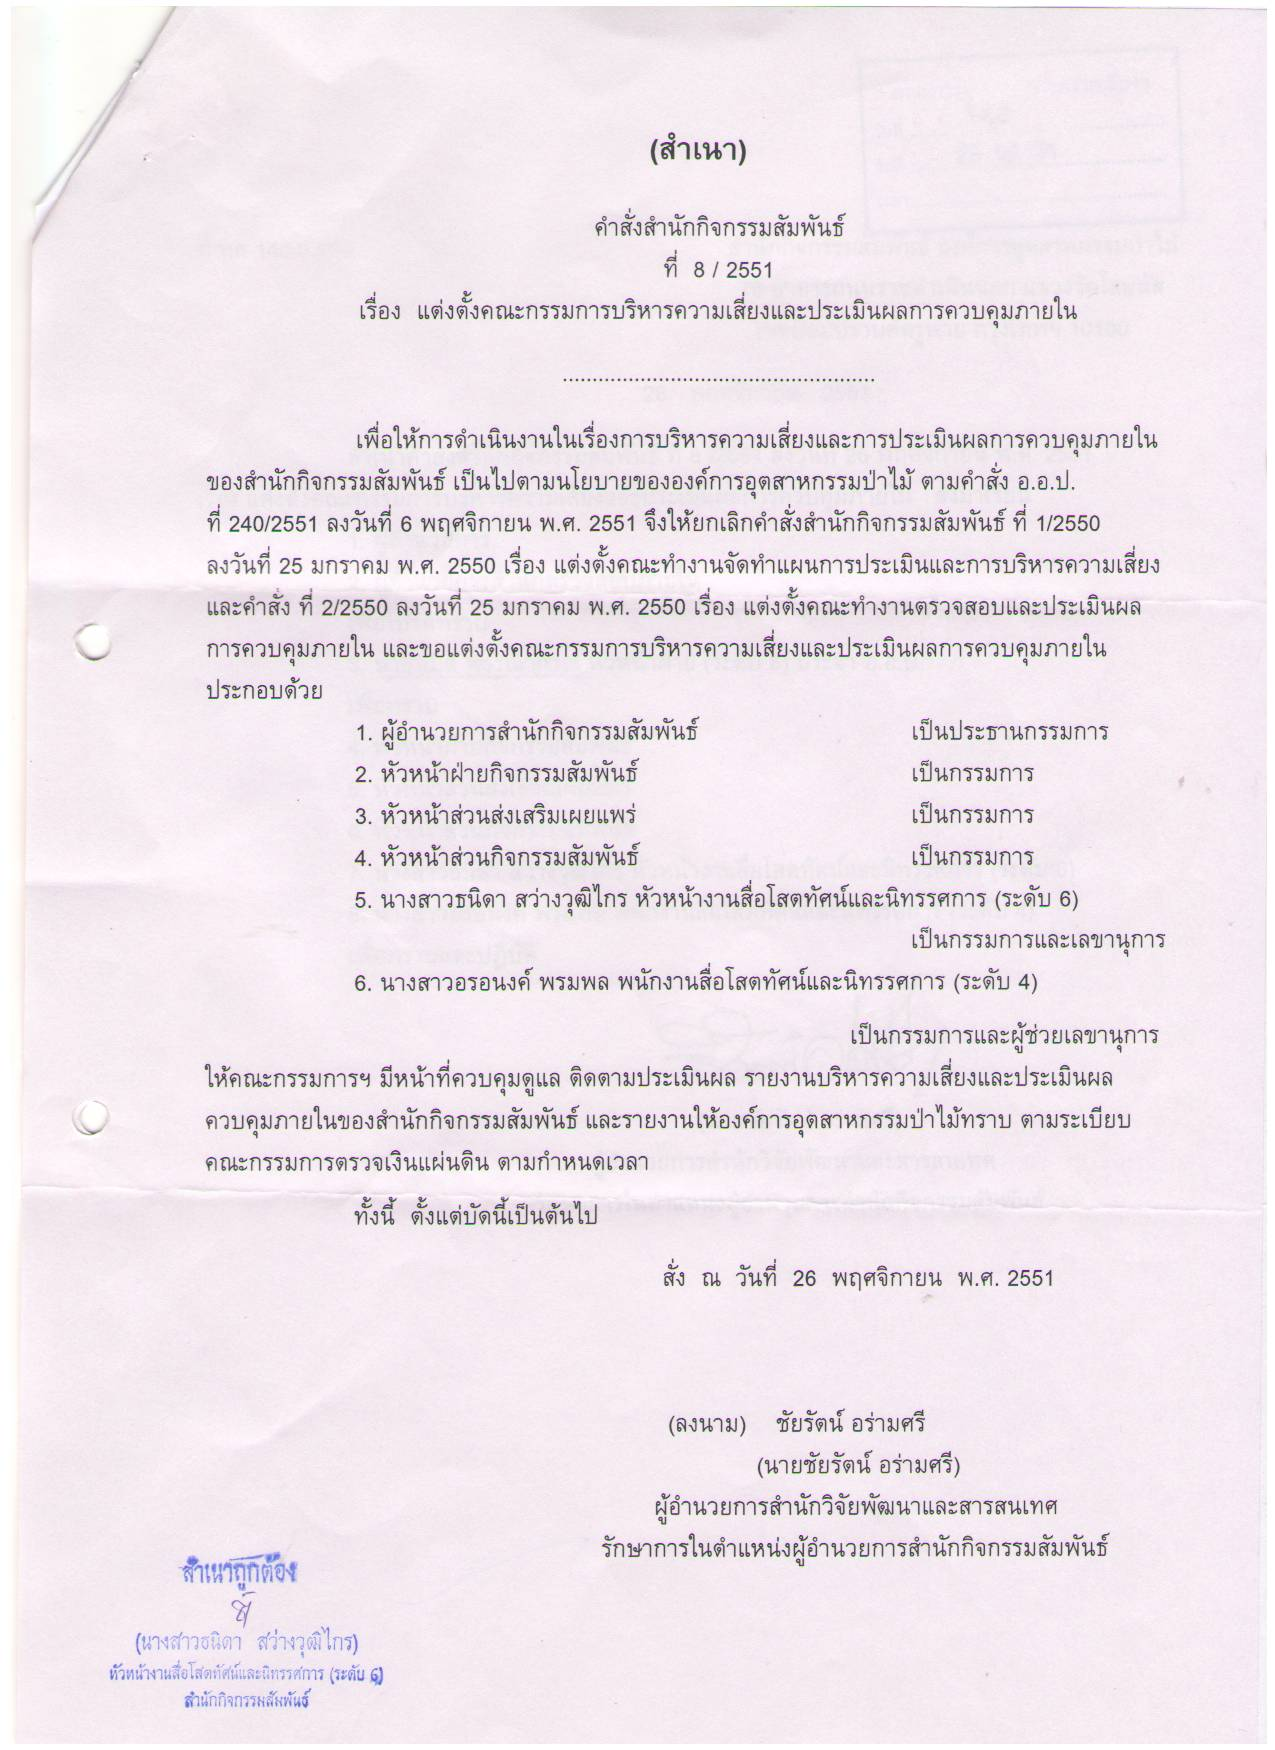 (สำเนา)
คำสั่งสำนักกิจกรรมสัมพันธ์
ที่ 8 / 2551
เรื่อง แต่งตั้งคณะกรรมการบริหารความเสี่ยงและประเมินผลการควบคุมภายใน
....................................................
เพื่อให้การดำเนินงานในเรื่องการบริหารความเสี่ยงและการประเมินผลการควบคุมภายใน
ของสำนักกิจกรรมสัมพันธ์ เป็นไปตามนโยบายขององค์การอุตสาหกรรมป่าไม้ ตามคำสั่ง อ.อ.ป.
ที่ 240/2551 ลงวันที่ 6 พฤศจิกายน พ.ศ. 2551 จึงให้ยกเลิกคำสั่งสำนักกิจกรรมสัมพันธ์ ที่ 1/2550
ลงวันที่ 25 มกราคม พ.ศ. 2550 เรื่อง แต่งตั้งคณะทำงานจัดทำแผนการประเมินและการบริหารความเสี่ยง
และคำสั่ง ที่ 2/2550 ลงวันที่ 25 มกราคม พ.ศ. 2550 เรื่อง แต่งตั้งคณะทำงานตรวจสอบและประเมินผล
การควบคุมภายใน และขอแต่งตั้งคณะกรรมการบริหารความเสี่ยงและประเมินผลการควบคุมภายใน
ประกอบด้วย
1. ผู้อำนวยการสำนักกิจกรรมสัมพันธ์ เป็นประธานกรรมการ
2. หัวหน้าฝ่ายกิจกรรมสัมพันธ์ เป็นกรรมการ
3. หัวหน้าส่วนส่งเสริมเผยแพร่ เป็นกรรมการ
4. หัวหน้าส่วนกิจกรรมสัมพันธ์ เป็นกรรมการ
5. นางสาวธนิดา สว่างวุฒิไกร หัวหน้างานสื่อโสตทัศน์และนิทรรศการ (ระดับ 6)
เป็นกรรมการและเลขานุการ
6. นางสาวอรอนงค์ พรมพล พนักงานสื่อโสตทัศน์และนิทรรศการ (ระดับ 4)
เป็นกรรมการและผู้ช่วยเลขานุการ
ให้คณะกรรมการฯ มีหน้าที่ควบคุมดูแล ติดตามประเมินผล รายงานบริหารความเสี่ยงและประเมินผล
ควบคุมภายในของสำนักกิจกรรมสัมพันธ์ และรายงานให้องค์การอุตสาหกรรมป่าไม้ทราบ ตามระเบียบ
คณะกรรมการตรวจเงินแผ่นดิน ตามกำหนดเวลา
ทั้งนี้ ตั้งแต่บัดนี้เป็นต้นไป
สั่ง ณ วันที่ 26 พฤศจิกายน พ.ศ. 2551
(ลงนาม) ชัยรัตน์ อร่ามศรี
(นายชัยรัตน์ อร่ามศรี)
ผู้อำนวยการสำนักวิจัยพัฒนาและสารสนเทศ
รักษาการในตำแหน่งผู้อำนวยการสำนักกิจกรรมสัมพันธ์
สำเนาถูกต้อง
(นางสาวธนิดา สว่างวุฒิไกร)
หัวหน้างานสื่อโสตทัศน์และนิทรรศการ (ระดับ 6)
สำนักกิจกรรมสัมพันธ์